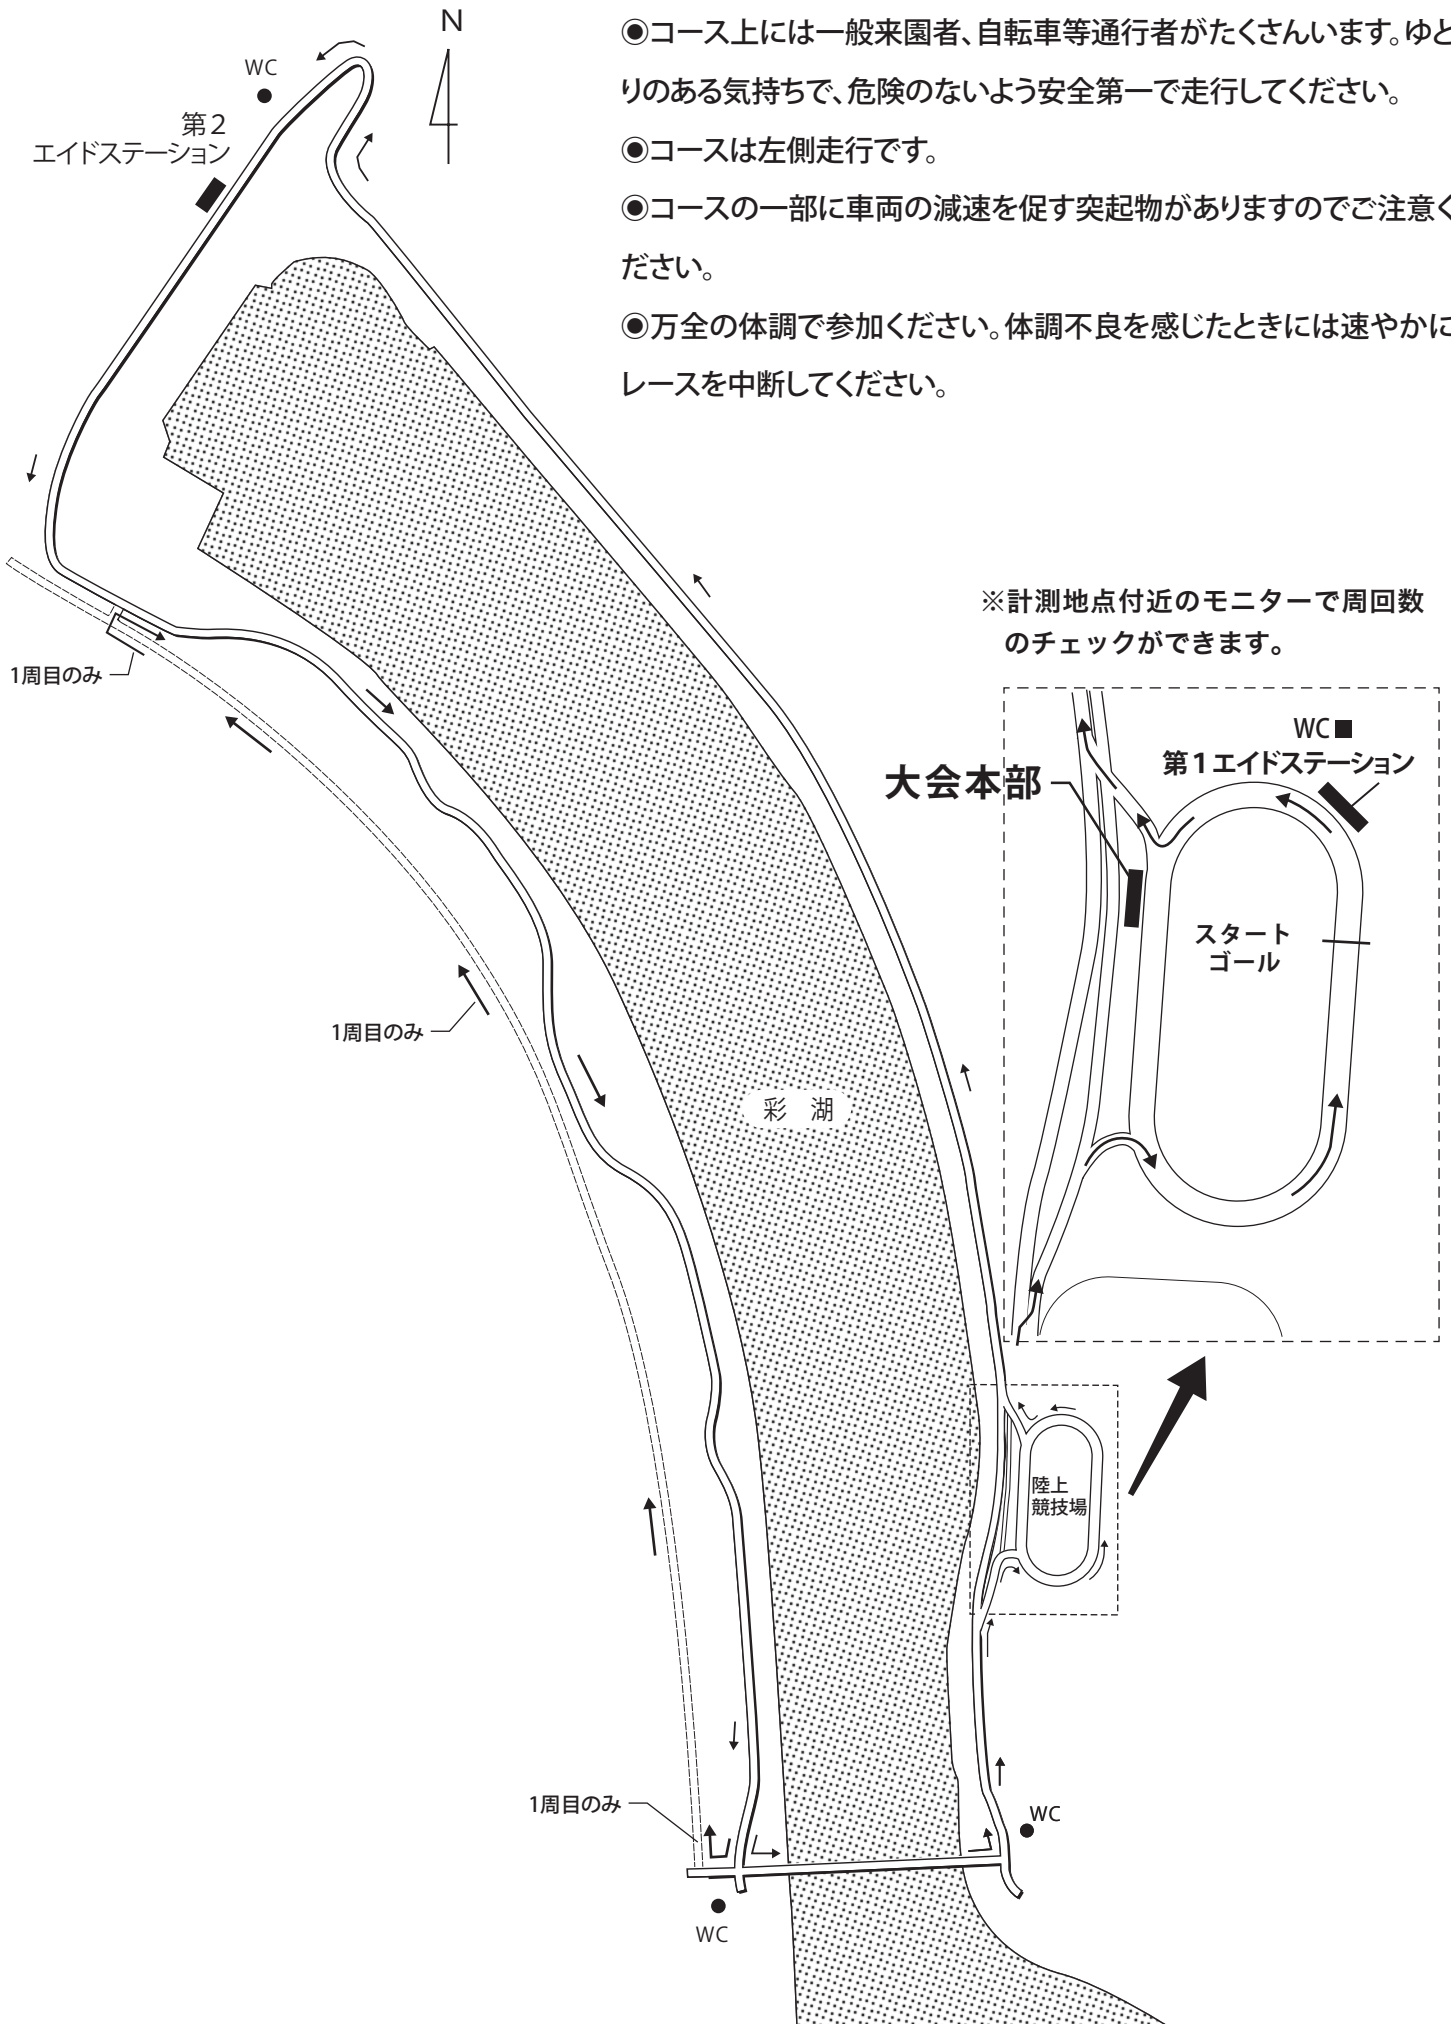 N
◉コース上には一般来園者、自転車等通行者がたくさんいます。ゆと
りのある気持ちで、危険のないよう安全第一で走行してください。
◉コースは左側走行です。
◉コースの一部に車両の減速を促す突起物がありますのでご注意く
ださい。
◉万全の体調で参加ください。体調不良を感じたときには速やかに
レースを中断してください。
WC
第２
エイドステーション
※計測地点付近のモニターで周回数
のチェックができます。
1周目のみ
WC■
第１エイドステーション
大会本部
スタート
ゴール
1周目のみ
彩 湖
陸上
競技場
1周目のみ
WC
WC